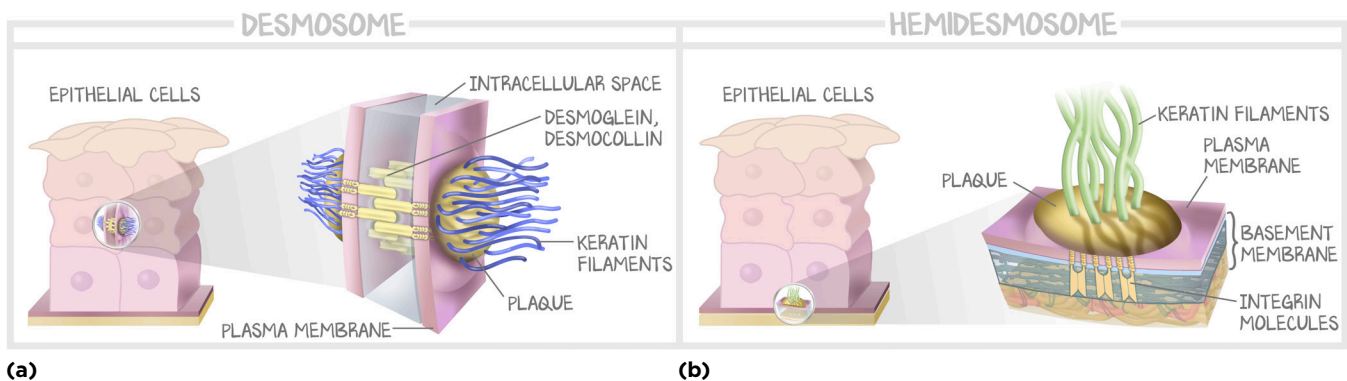 DESMOSOME
EPITHELIAL CELLS
INTRACELLULAR SPACE
DESMOGLEIN,
DESMOCOLLIN
KERATIN
FILAMENTS
PLAQUE
PLASMA MEMBRANE
(a)
HEMIDESMOSOME
EPITHELIAL CELLS
KERATIN FILAMENTS
PLASMA
MEMBRANE
PLAQUE
BASEMENT
MEMBRANE
INTEGRIN
MOLECULES
(b)